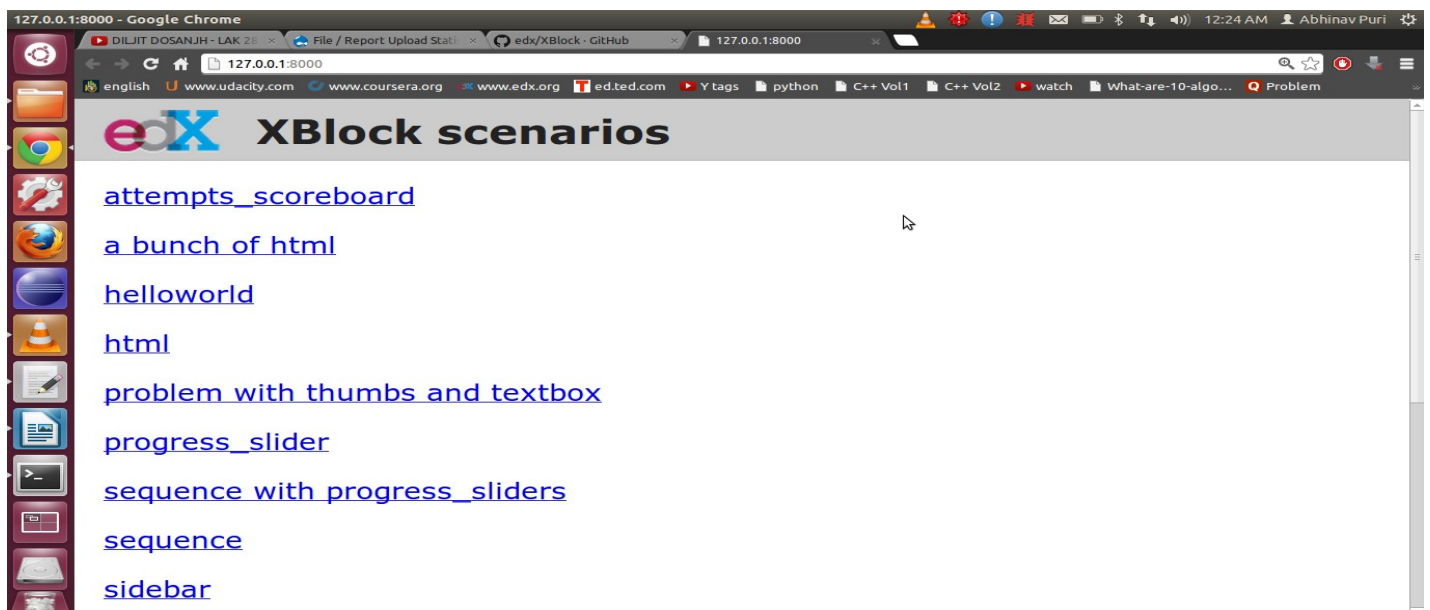 127.0.0.1:8000 - Google Chrome
12:24 AM Abhinav Puri
DILJIT DOSANJH - LAK 28 File / Report Upload Stati edx/XBlock · GitHub 127.0.0.1:8000
127.0.0.1:8000
english www.udacity.com www.coursera.org www.edx.org ed.ted.com Y tags python C++ Vol1 C++ Vol2 watch What-are-10-algo... Problem
edX XBlock scenarios
attempts_scoreboard
a bunch of html
helloworld
html
problem with thumbs and textbox
progress_slider
sequence with progress_sliders
sequence
sidebar